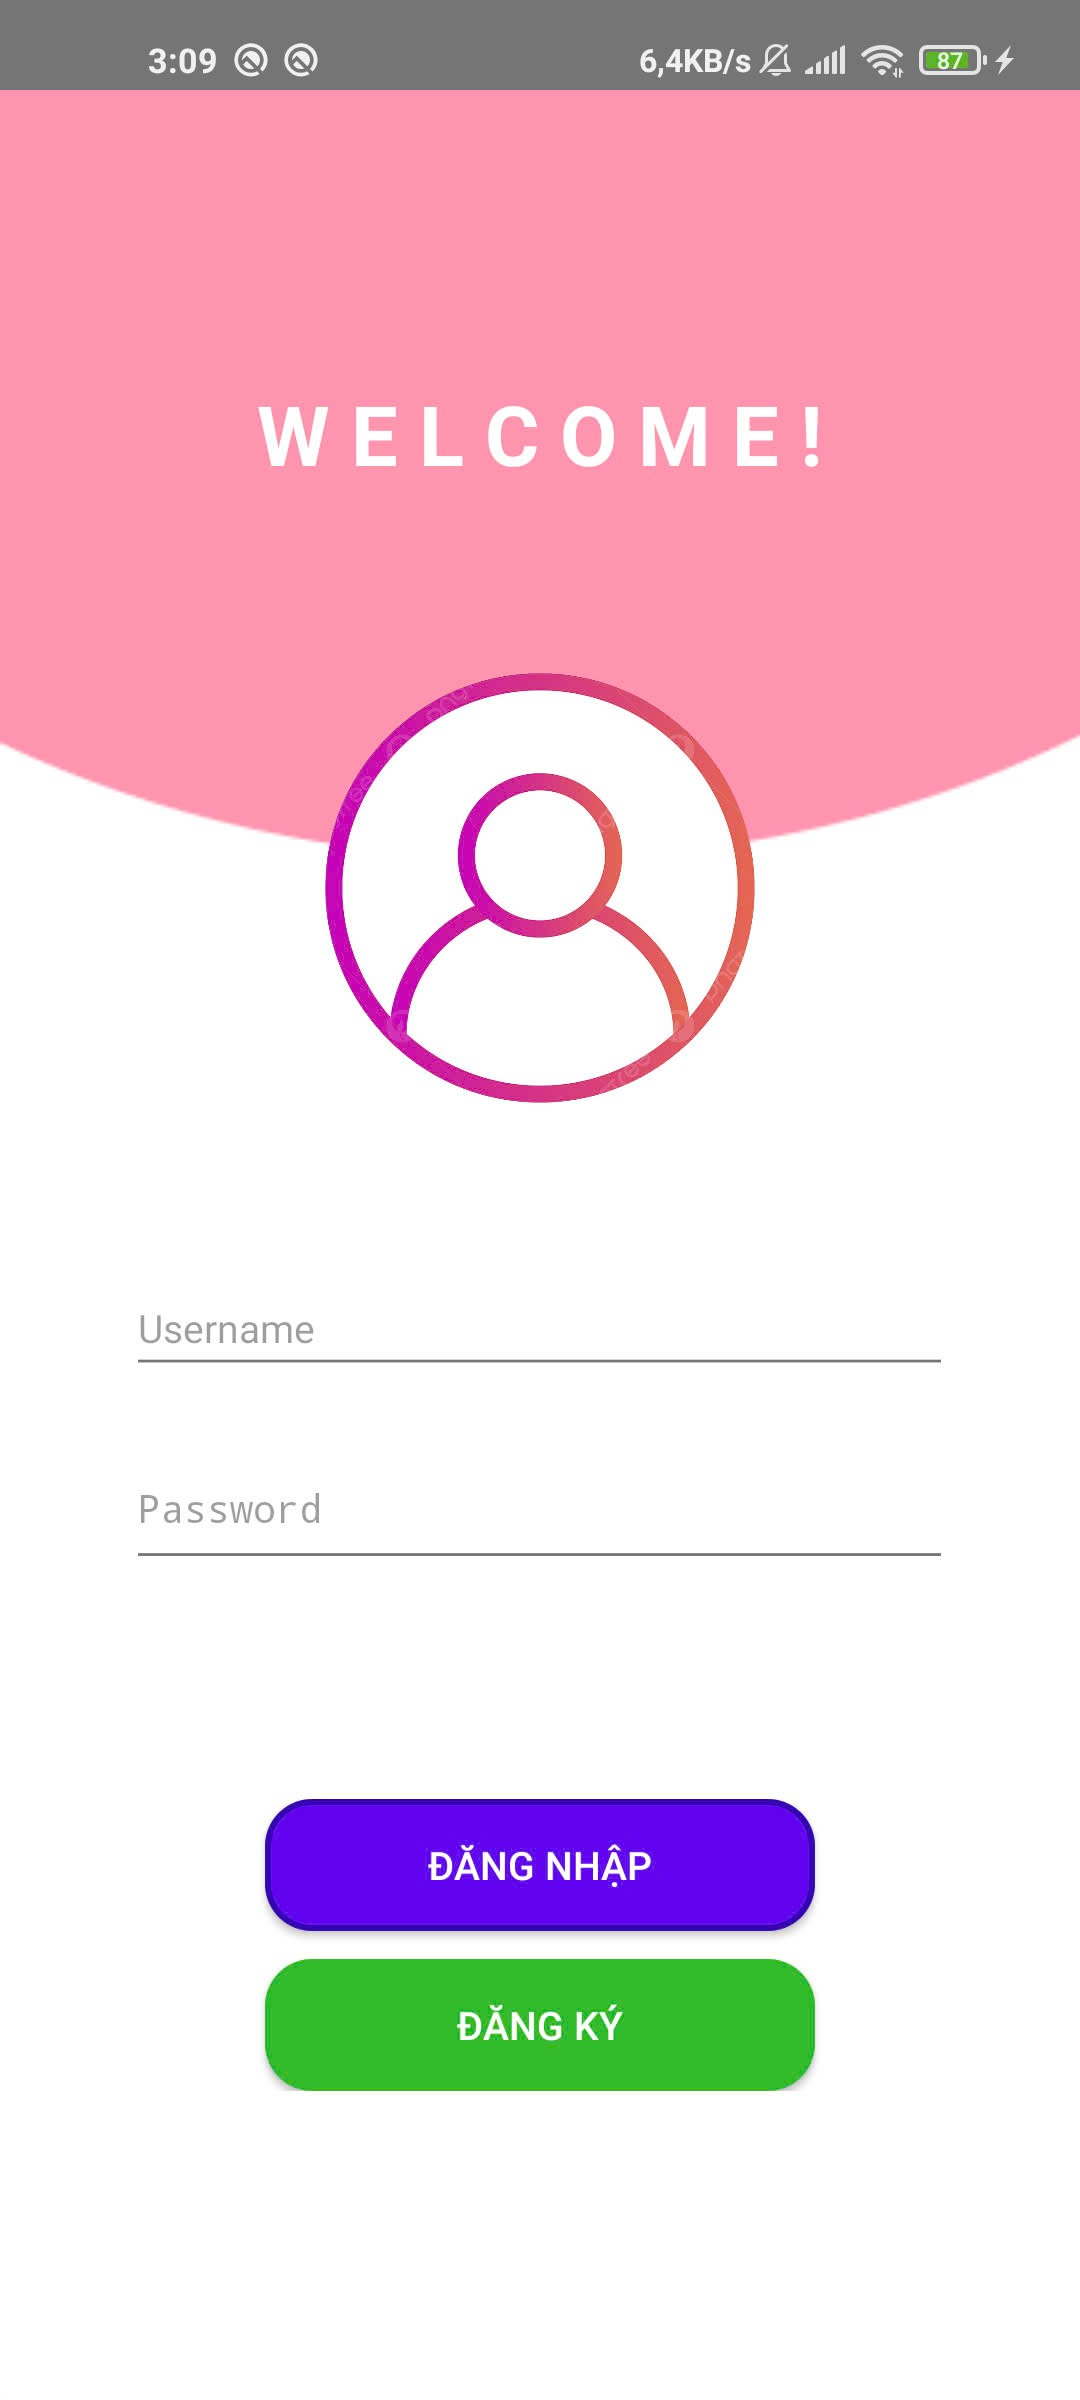 3:09 6,4KB/s 87
WELCOME!
Username
Password
ĐĂNG NHẬP
ĐĂNG KÝ